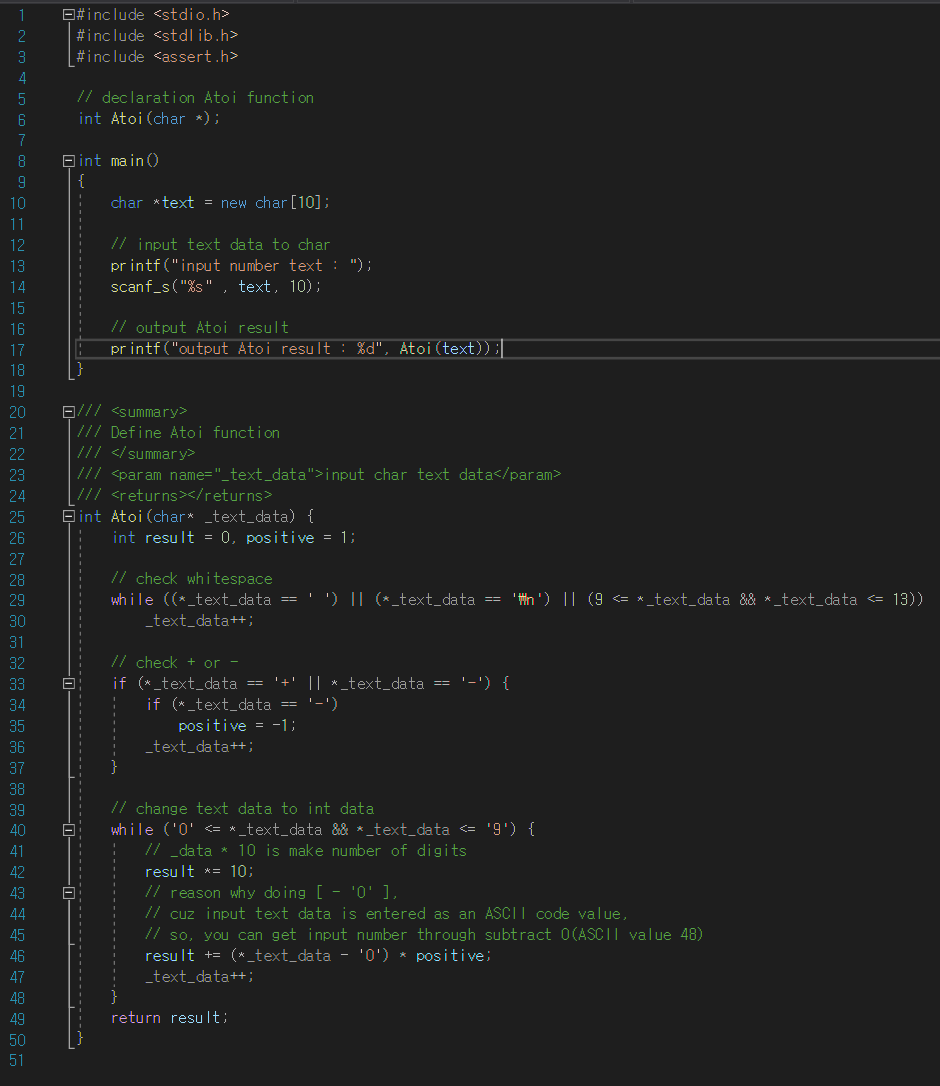 1 #include <stdio.h>
2 #include <stdlib.h>
3 #include <assert.h>
4
5 // declaration Atoi function
6 int Atoi(char *);
7
8 int main()
9 {
10 char *text = new char[10];
11
12 // input text data to char
13 printf("input number text : ");
14 scanf_s("%s" , text, 10);
15
16 // output Atoi result
17 printf("output Atoi result : %d", Atoi(text));
18 }
19
20 /// <summary>
21 /// Define Atoi function
22 /// </summary>
23 /// <param name="_text_data">input char text data</param>
24 /// <returns></returns>
25 int Atoi(char* _text_data) {
26 int result = 0, positive = 1;
27
28 // check whitespace
29 while ((*_text_data == ' ') || (*_text_data == '₩n') || (9 <= *_text_data && *_text_data <= 13))
30 _text_data++;
31
32 // check + or -
33 if (*_text_data == '+' || *_text_data == '-') {
34 if (*_text_data == '-')
35 positive = -1;
36 _text_data++;
37 }
38
39 // change text data to int data
40 while ('0' <= *_text_data && *_text_data <= '9') {
41 // _data * 10 is make number of digits
42 result *= 10;
43 // reason why doing [ - '0' ],
44 // cuz input text data is entered as an ASCII code value,
45 // so, you can get input number through subtract 0(ASCII value 48)
46 result += (*_text_data - '0') * positive;
47 _text_data++;
48 }
49 return result;
50 }
51